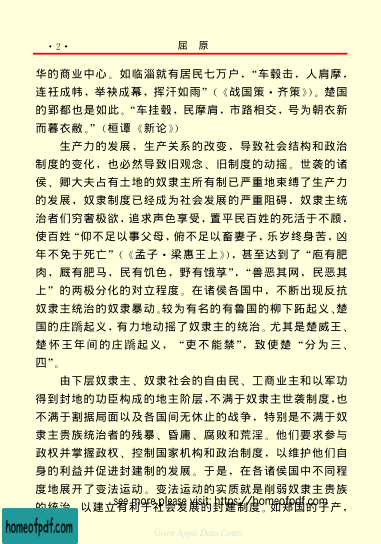 ·2· 屈 原
华的商业中心。如临淄就有居民七万户，“车毂击，人肩摩，
连衽成帏，举袂成幕，挥汗如雨”（《战国策·齐策》）。楚国
的郢都也是如此。“车挂毂，民摩肩，市路相交，号为朝衣新
而暮衣敝。”（桓谭《新论》）
生产力的发展，生产关系的改变，导致社会结构和政治
制度的变化，也必然导致旧观念、旧制度的动摇。世袭的诸
侯、卿大夫占有土地的奴隶主所有制已严重地束缚了生产力
的发展，奴隶制度已经成为社会发展的严重阻碍，奴隶主统
治者们穷奢极欲，追求声色享受，置平民百姓的死活于不顾，
使百姓“仰不足以事父母，俯不足以畜妻子，乐岁终身苦，凶
年不免于死亡”（《孟子·梁惠王上》），甚至达到了“庖有肥
肉，厩有肥马，民有饥色，野有饿莩”，“兽恶其网，民恶其
上”的两极分化的对立程度。在诸侯各国中，不断出现反抗
奴隶主统治的奴隶暴动。较为有名的有鲁国的柳下跖起义、楚
国的庄蹻起义，有力地动摇了奴隶主的统治。尤其是楚威王、
楚怀王年间的庄蹻起义，“吏不能禁”，致使楚“分为三、
四”。
由下层奴隶主、奴隶社会的自由民、工商业主和以军功
得到封地的功臣构成的地主阶层，不满于奴隶主世袭制度，也
不满于割据局面以及各国间无休止的战争，特别是不满于奴
隶主贵族统治者的残暴、昏庸、腐败和荒淫。他们要求参与
政权并掌握政权、控制国家机构和政治制度，以维护他们自
身的利益并促进封建制的发展。于是，在各诸侯国中不同程
度地展开了变法运动。变法运动的实质就是削弱奴隶主贵族
的统治，以建立有利于社会发展的封建制度。如郑国的子产，
see more please visit: https://homeofpdf.com
homeofpdf.com
Green Apple Data Center